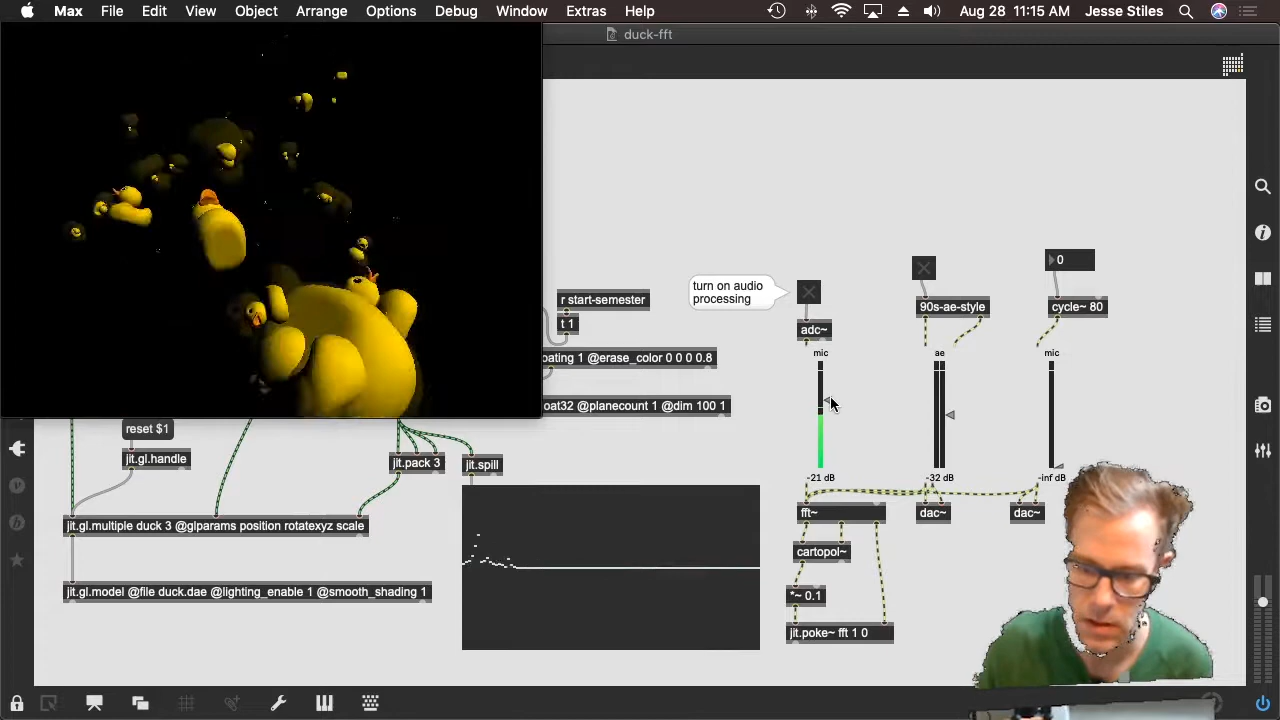 Max File Edit View Object Arrange Options Debug Window Extras Help Aug 28 11:15 AM Jesse Stiles
duck-fft
turn on audio
processing
0
r start-semester
90s-ae-style
cycle~ 80
t 1
adc~
mic
ae
mic
oating 1 @erase_color 0 0 0 0.8
oat32 @planecount 1 @dim 100 1
reset $1
jit.gl.handle
jit.pack 3
jit.spill
-21 dB
-32 dB
-inf dB
fft~
dac~
dac~
jit.gl.multiple duck 3 @glparams position rotatexyz scale
cartopol~
jit.gl.model @file duck.dae @lighting_enable 1 @smooth_shading 1
*~ 0.1
jit.poke~ fft 1 0